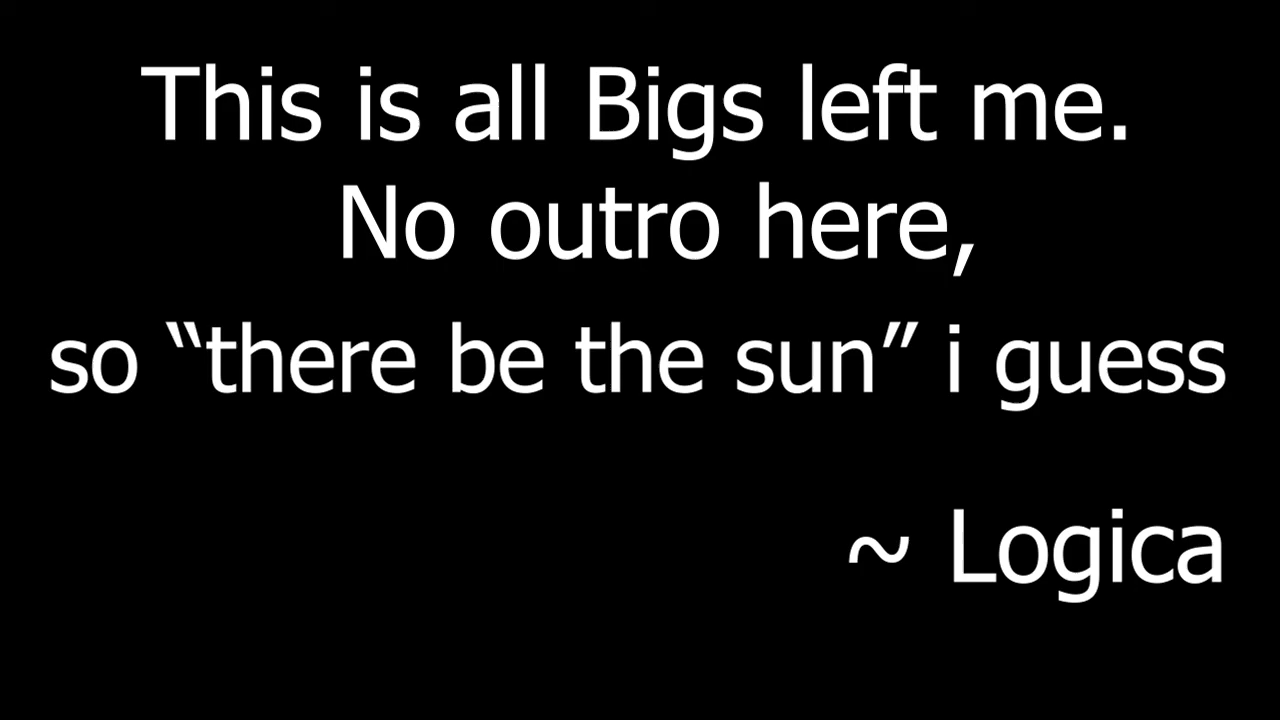 This is all Bigs left me.
No outro here,
so “there be the sun” i guess
~ Logica